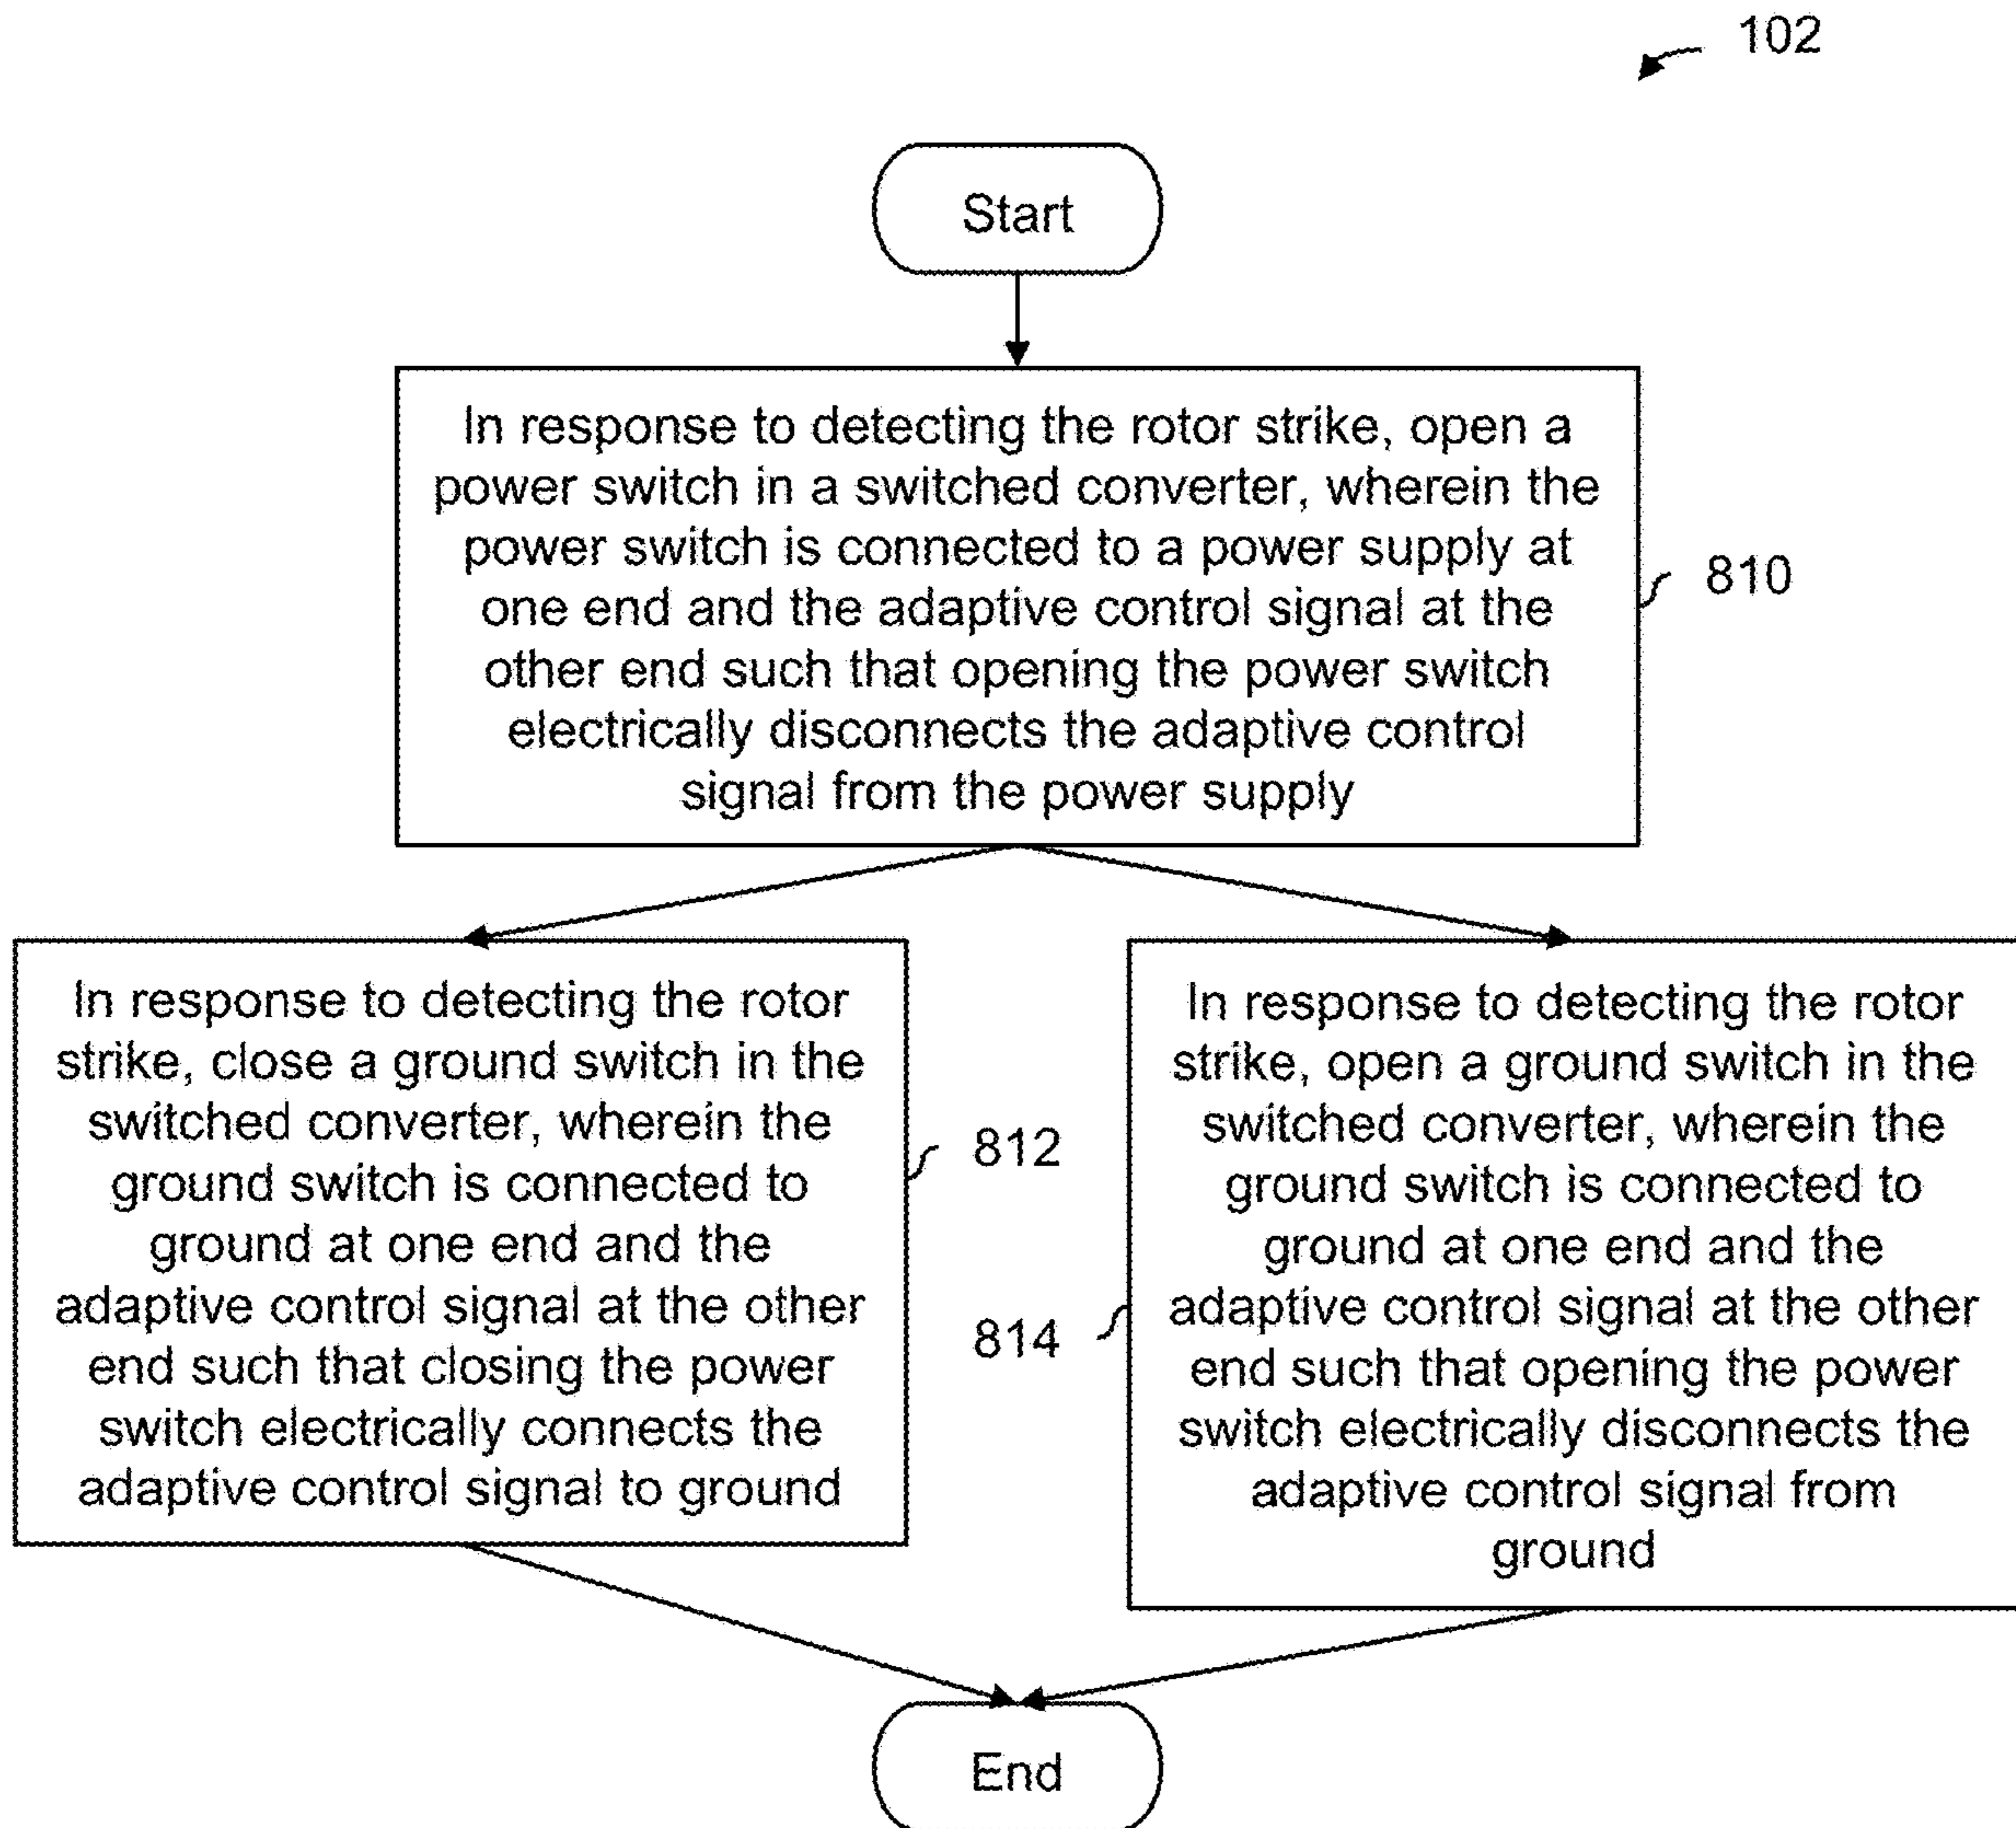 102
Start
In response to detecting the rotor strike, open a
power switch in a switched converter, wherein the
power switch is connected to a power supply at
one end and the adaptive control signal at the
other end such that opening the power switch
electrically disconnects the adaptive control
signal from the power supply
810
In response to detecting the rotor
strike, close a ground switch in the
switched converter, wherein the
ground switch is connected to
ground at one end and the
adaptive control signal at the other
end such that closing the power
switch electrically connects the
adaptive control signal to ground
812
In response to detecting the rotor
strike, open a ground switch in the
switched converter, wherein the
ground switch is connected to
ground at one end and the
adaptive control signal at the other
end such that opening the power
switch electrically disconnects the
adaptive control signal from
ground
814
End